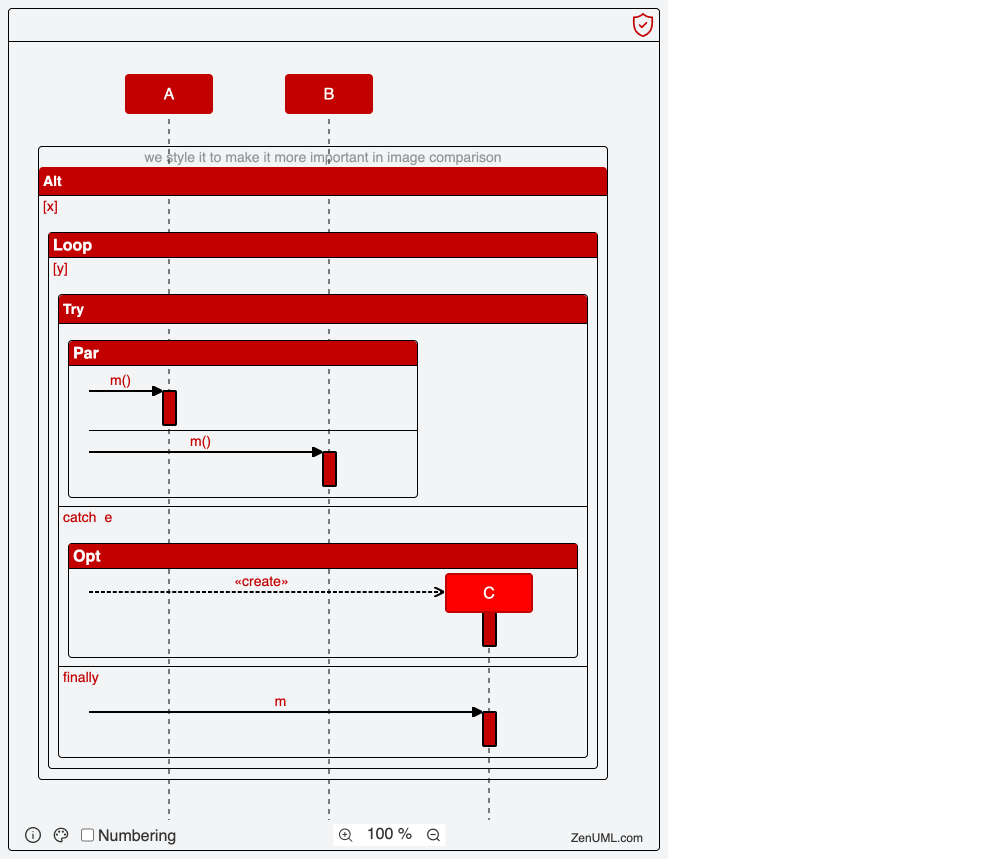 A
B
we style it to make it more important in image comparison
Alt
[x]
Loop
[y]
Try
Par
m()
m()
catch e
Opt
«create»
C
finally
m
Numbering
100 %
ZenUML.com